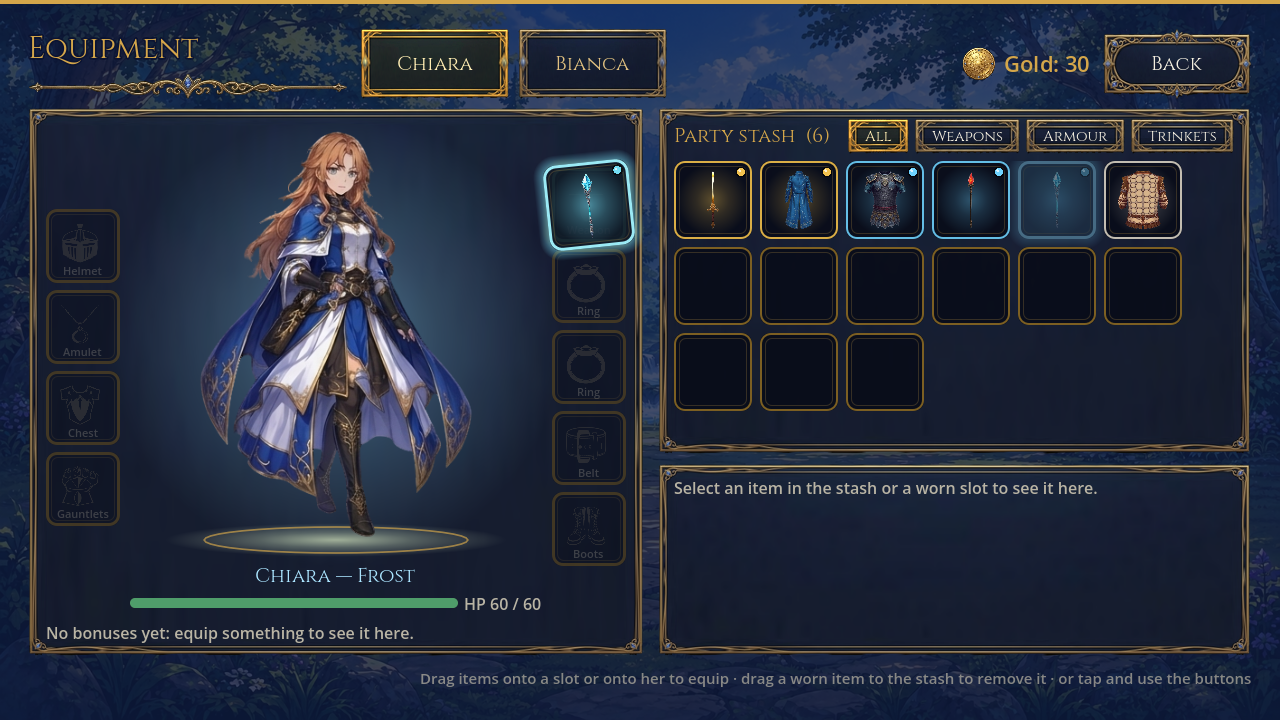 Equipment
Chiara
Bianca
Gold: 30
Back
Party stash (6)
All
Weapons
Armour
Trinkets
Helmet
Amulet
Chest
Gauntlets
Ring
Ring
Belt
Boots
Chiara — Frost
HP 60 / 60
No bonuses yet: equip something to see it here.
Select an item in the stash or a worn slot to see it here.
Drag items onto a slot or onto her to equip · drag a worn item to the stash to remove it · or tap and use the buttons